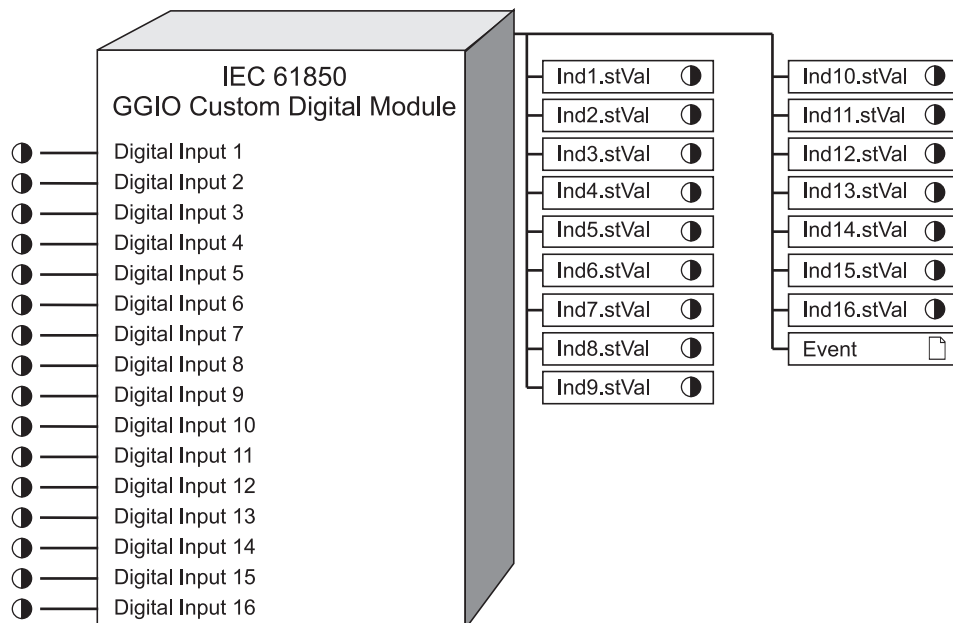 IEC 61850
GGIO Custom Digital Module
Digital Input 1
Digital Input 2
Digital Input 3
Digital Input 4
Digital Input 5
Digital Input 6
Digital Input 7
Digital Input 8
Digital Input 9
Digital Input 10
Digital Input 11
Digital Input 12
Digital Input 13
Digital Input 14
Digital Input 15
Digital Input 16
Ind1.stVal
Ind2.stVal
Ind3.stVal
Ind4.stVal
Ind5.stVal
Ind6.stVal
Ind7.stVal
Ind8.stVal
Ind9.stVal
Ind10.stVal
Ind11.stVal
Ind12.stVal
Ind13.stVal
Ind14.stVal
Ind15.stVal
Ind16.stVal
Event